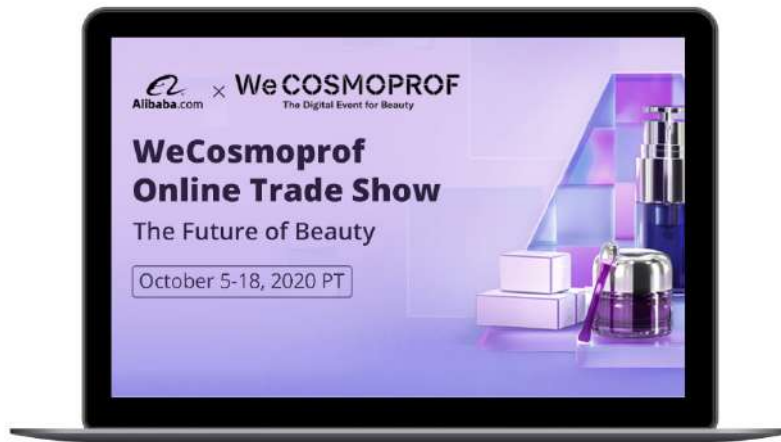 Alibaba.com × We COSMOPROF
The Digital Event for Beauty
WeCosmoprof
Online Trade Show
The Future of Beauty
October 5-18, 2020 PT